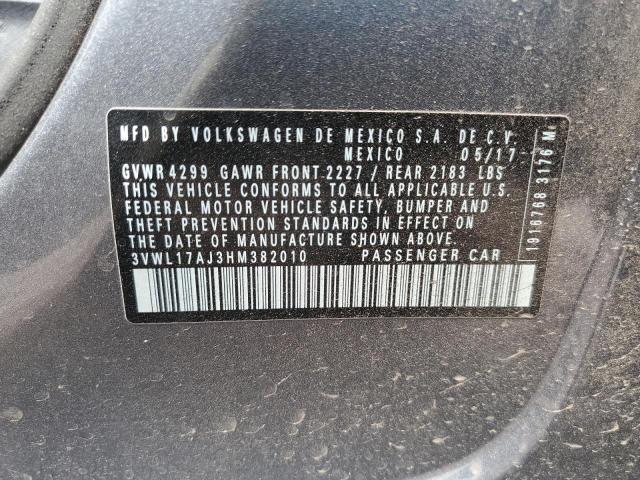 MFD BY VOLKSWAGEN DE MEXICO S.A. DE C.V.
MEXICO 05/17
GVWR 4299 GAWR FRONT 2227 / REAR 2183 LBS
THIS VEHICLE CONFORMS TO ALL APPLICABLE U.S.
FEDERAL MOTOR VEHICLE SAFETY, BUMPER AND
THEFT PREVENTION STANDARDS IN EFFECT ON
THE DATE OF MANUFACTURE SHOWN ABOVE.
3VWL17AJ3HM382010 PASSENGER CAR
1916768 3176 M